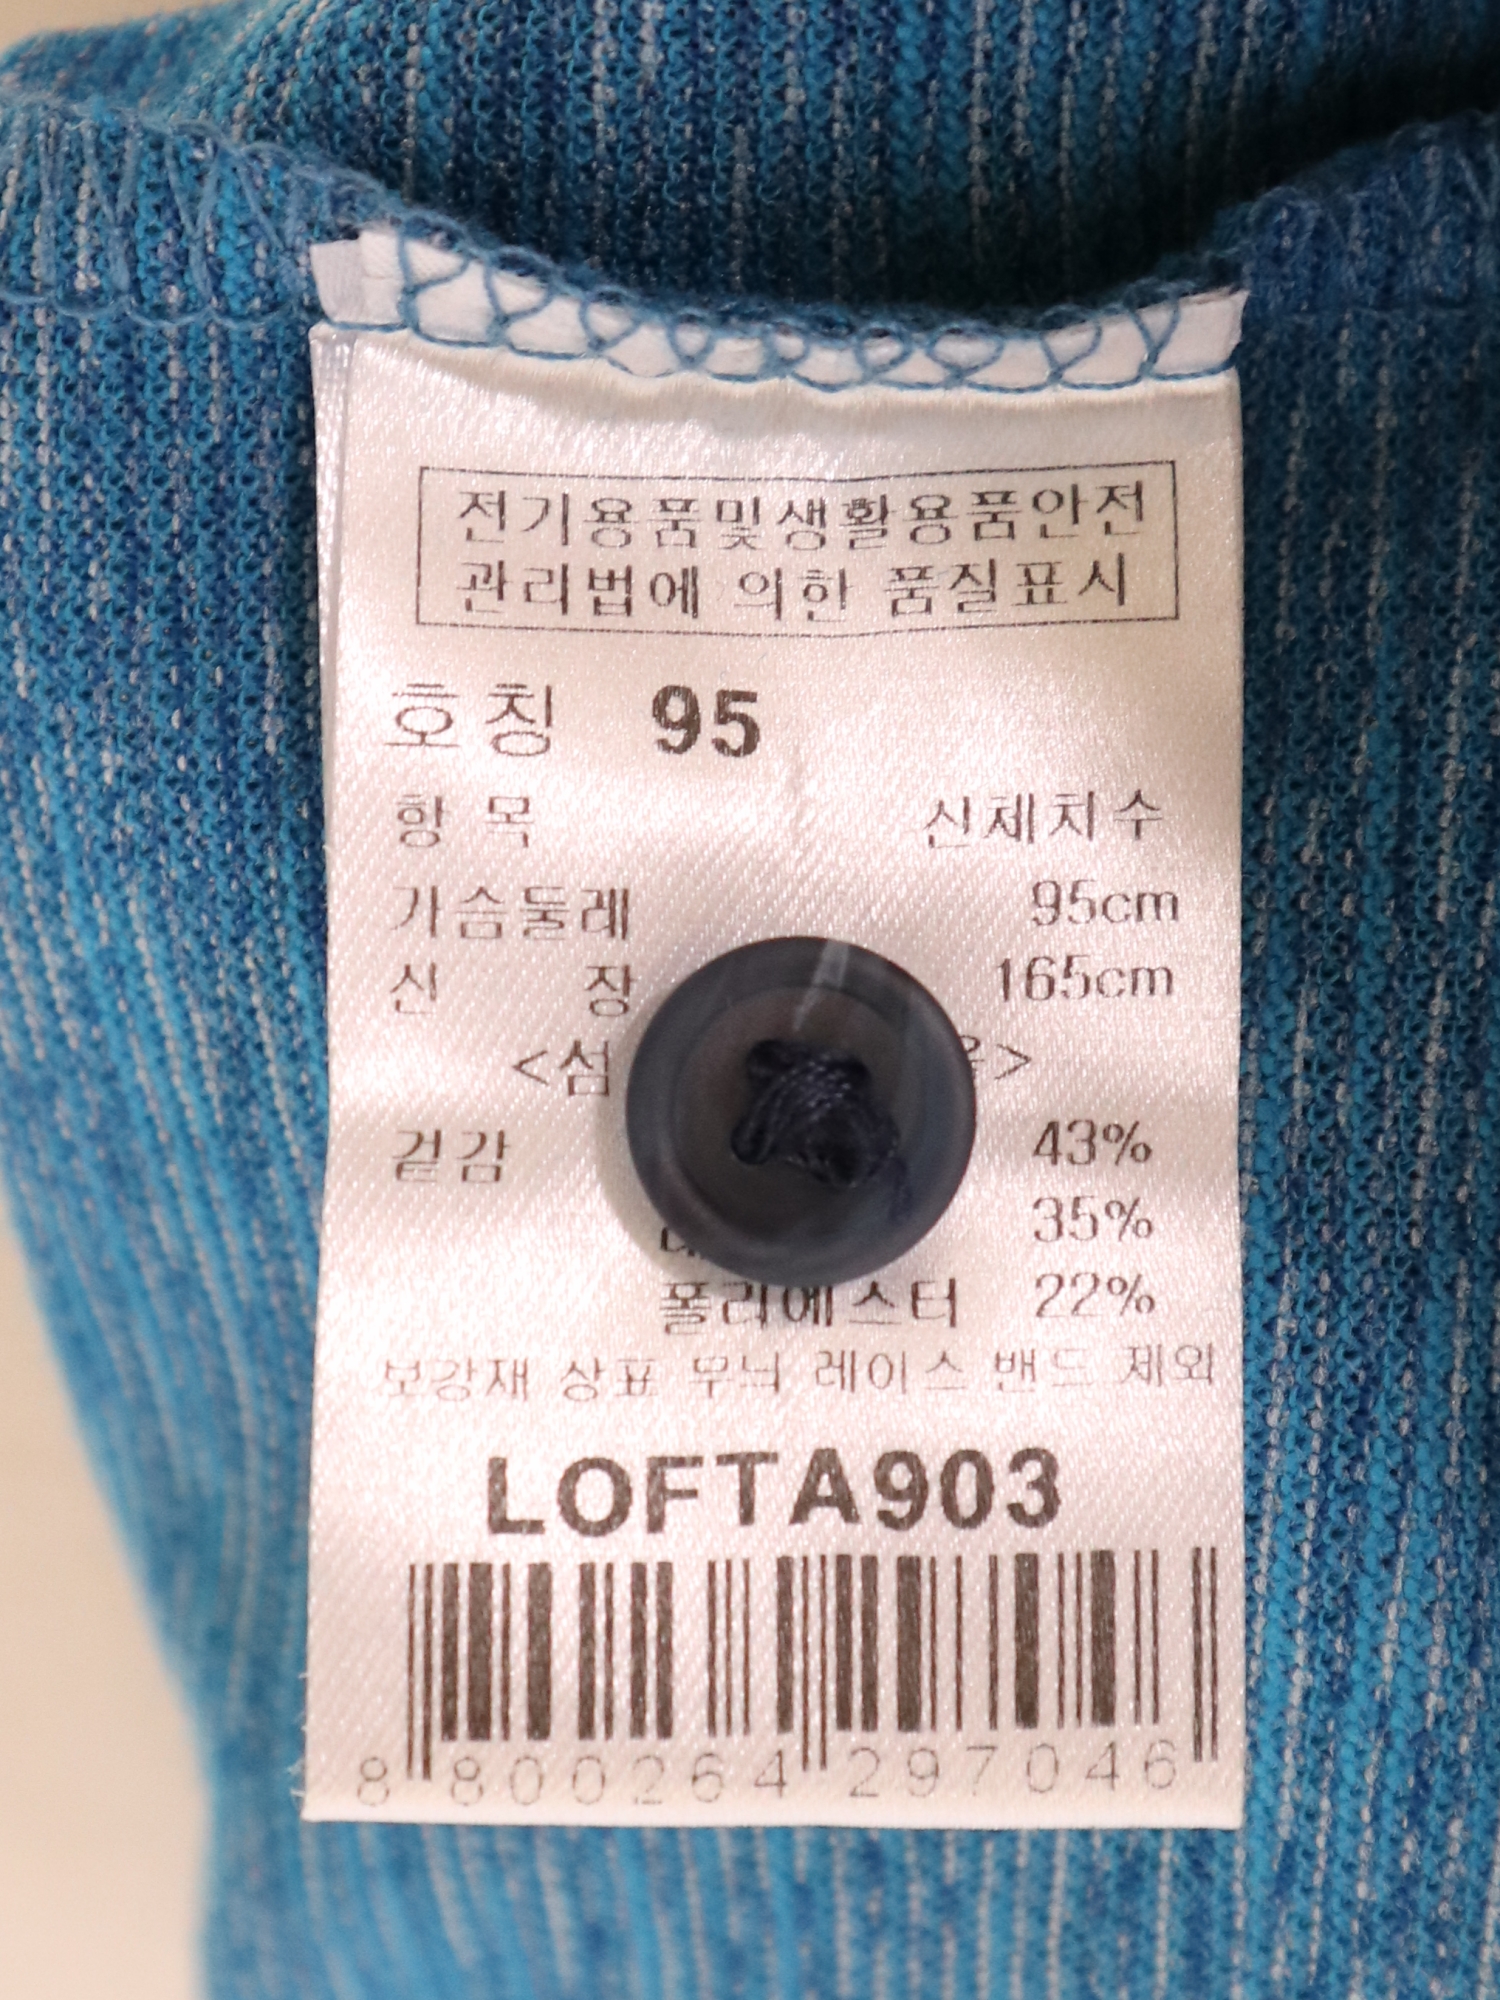 전기용품및생활용품안전
관리법에 의한 품질표시
호칭 95
항목 신체치수
가슴둘레 95cm
신 장 165cm
<섬
겉감 43%
35%
폴리에스터 22%
보강재 상표 무늬 레이스 밴드 제외
LOFTA903
8 800264 297046